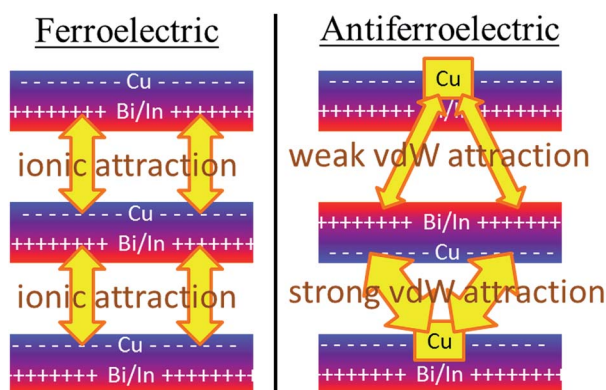 Ferroelectric
- - - - - - - - Cu - - - - - - - -
++++++++ Bi/In +++++++
ionic attraction
- - - - - - - - Cu - - - - - - - -
++++++++ Bi/In +++++++
ionic attraction
- - - - - - - - Cu - - - - - - - -
++++++++ Bi/In +++++++
Antiferroelectric
- - - - - - - - Cu - - - - - - - -
++++++++ +++++++
weak vdW attraction
++++++++ Bi/In +++++++
- - - - - - - - Cu - - - - - - - -
strong vdW attraction
- - - - - - - - Cu - - - - - - - -
++++++++ Bi/In +++++++